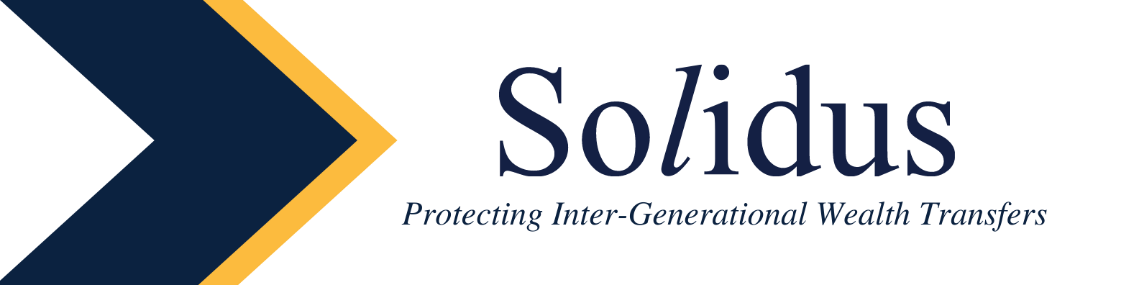 Solidus
Protecting Inter-Generational Wealth Transfers